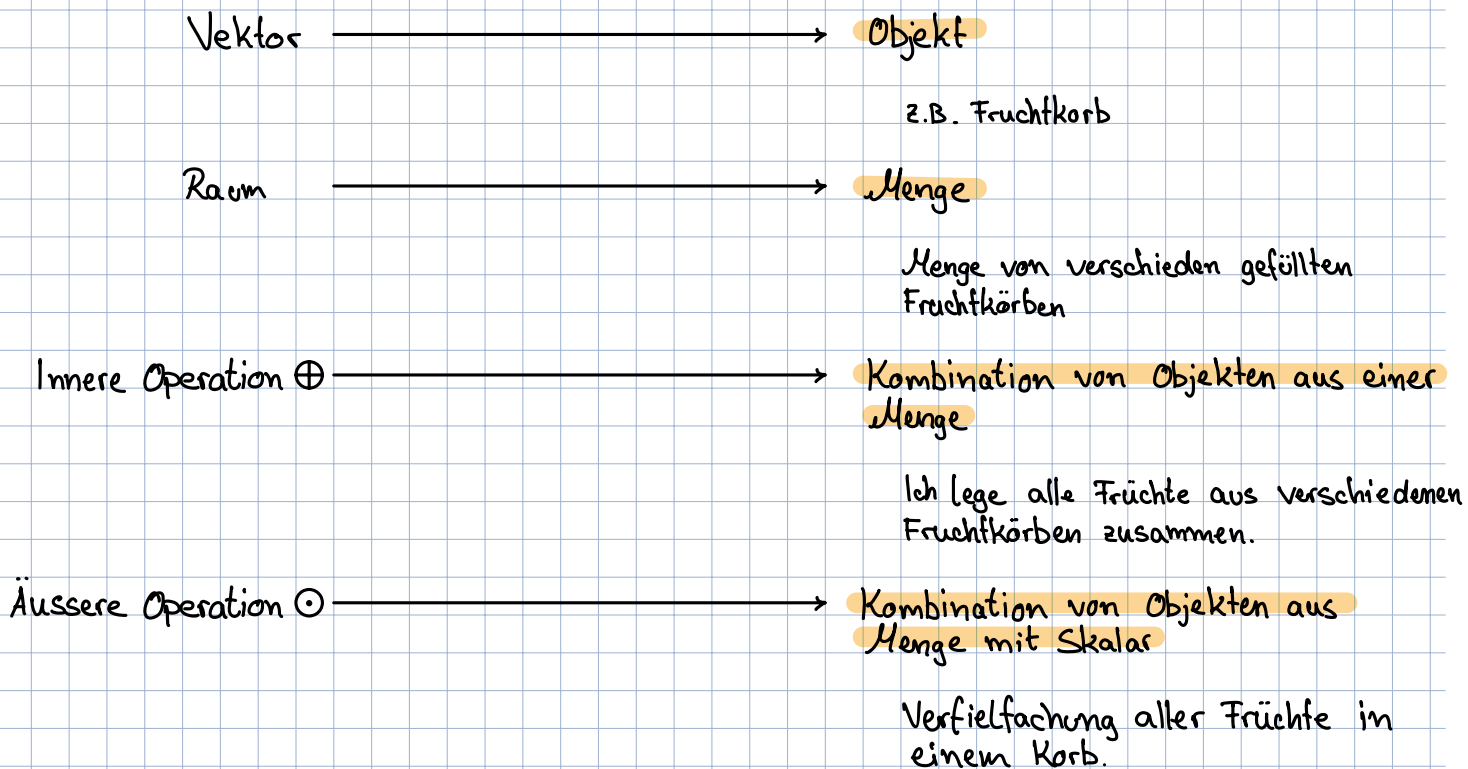 Vektor → Objekt
z.B. Fruchtkorb
Raum → Menge
Menge von verschieden gefüllten
Fruchtkörben
Innere Operation ⊕ → Kombination von Objekten aus einer
Menge
Ich lege alle Früchte aus verschiedenen
Fruchtkörben zusammen.
Äussere Operation ⊙ → Kombination von Objekten aus
Menge mit Skalar
Verfielfachung aller Früchte in
einem Korb.